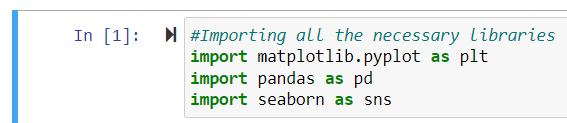 In [1]: #Importing all the necessary libraries
import matplotlib.pyplot as plt
import pandas as pd
import seaborn as sns